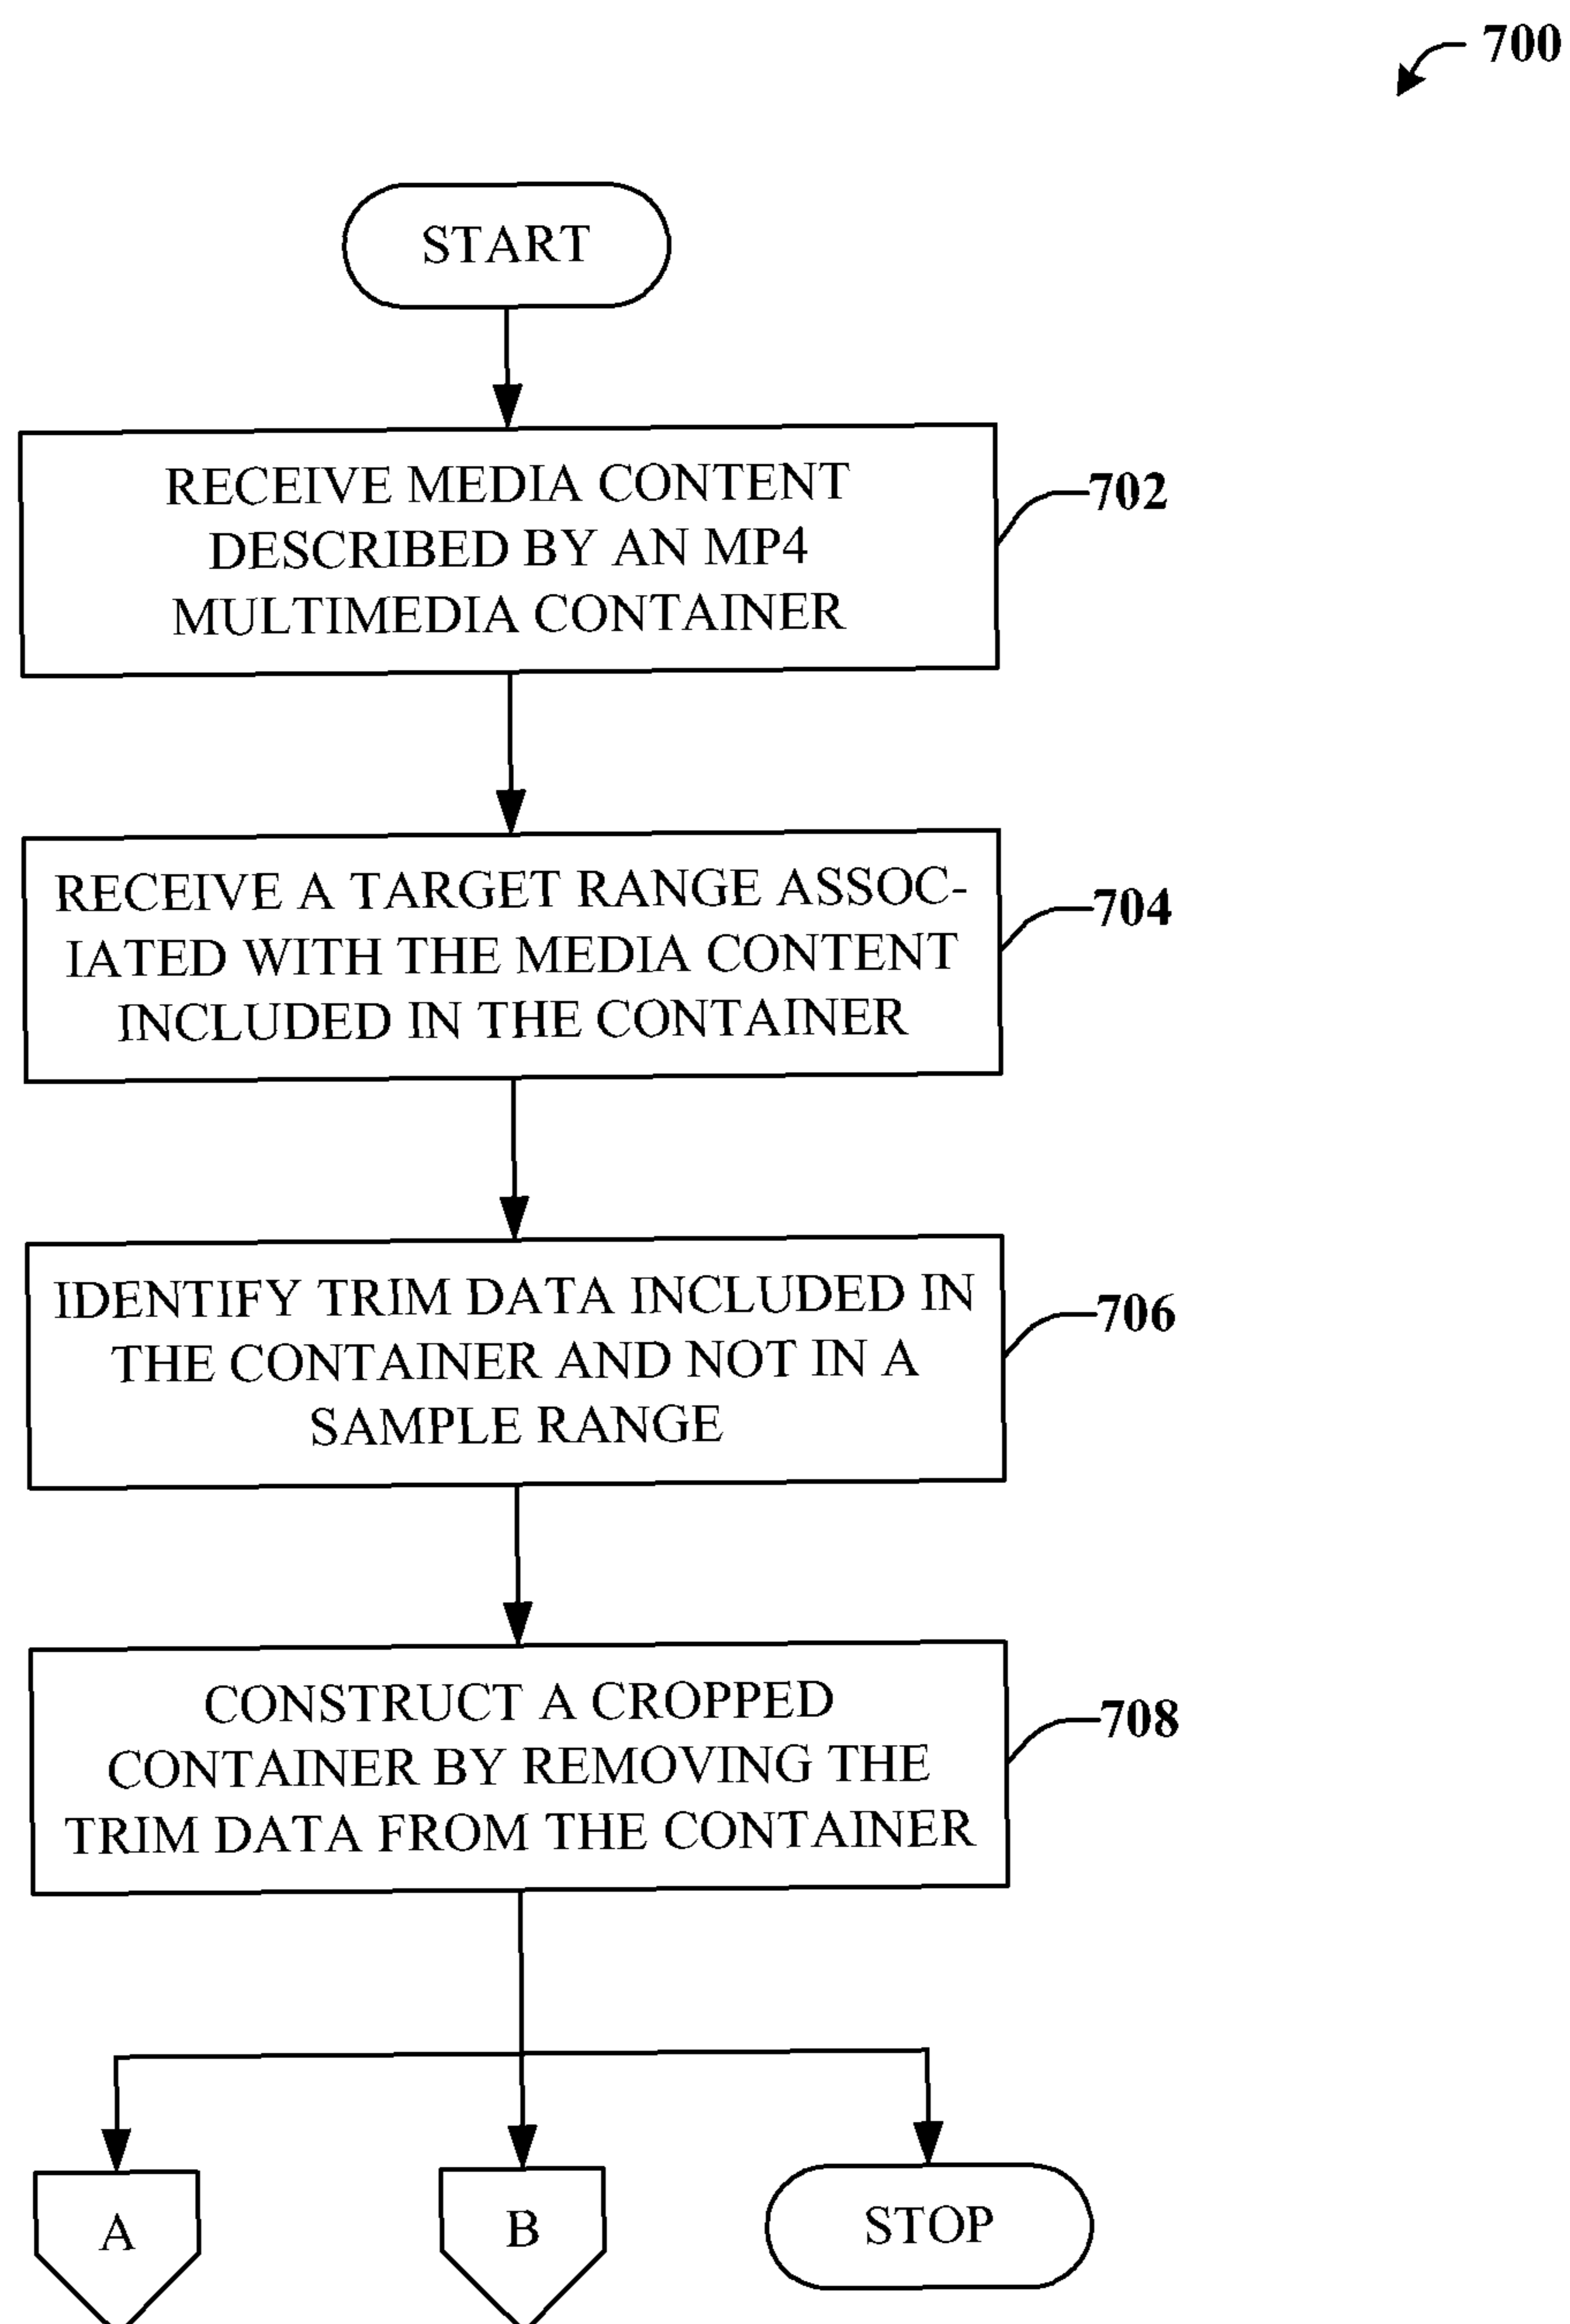 700
START
RECEIVE MEDIA CONTENT
DESCRIBED BY AN MP4
MULTIMEDIA CONTAINER
702
RECEIVE A TARGET RANGE ASSOC-
IATED WITH THE MEDIA CONTENT
INCLUDED IN THE CONTAINER
704
IDENTIFY TRIM DATA INCLUDED IN
THE CONTAINER AND NOT IN A
SAMPLE RANGE
706
CONSTRUCT A CROPPED
CONTAINER BY REMOVING THE
TRIM DATA FROM THE CONTAINER
708
A
B
STOP